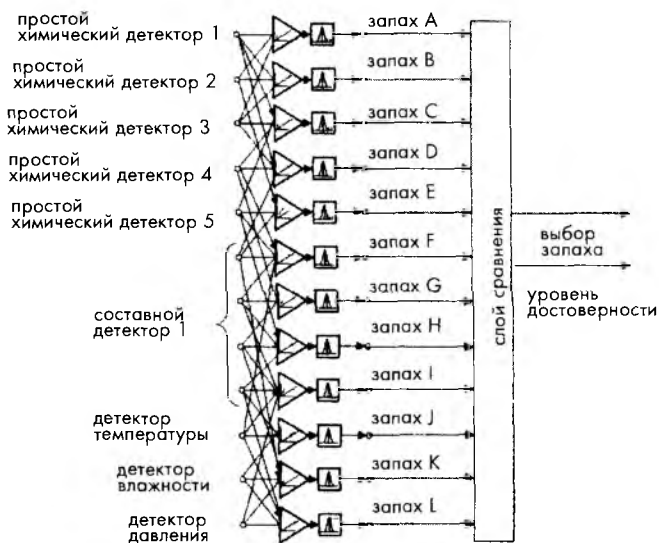 простой
химический детектор 1
простой
химический детектор 2
простой
химический детектор 3
простой
химический детектор 4
простой
химический детектор 5
составной
детектор 1
детектор
температуры
детектор
влажности
детектор
давления
запах A
запах B
запах C
запах D
запах E
запах F
запах G
запах H
запах I
запах J
запах K
запах L
слой сравнения
выбор
запаха
уровень
достоверности